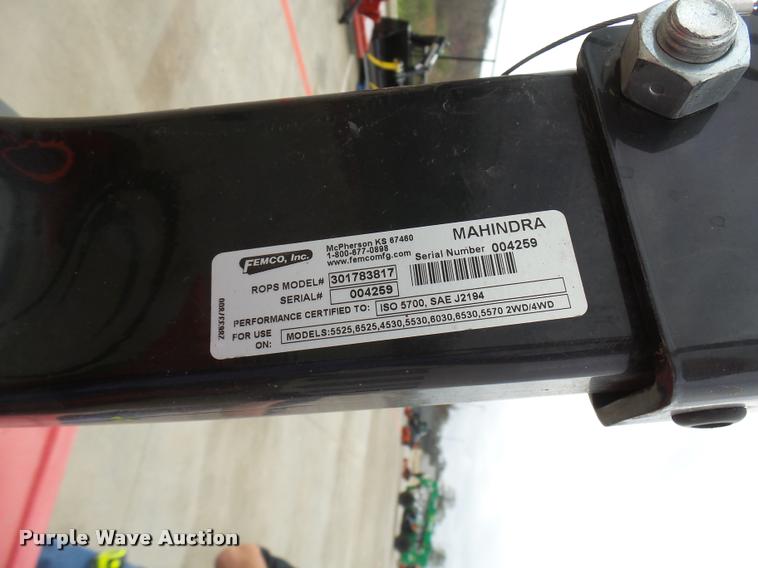 FEMCO, Inc.
McPherson KS 67460
1-800-677-0898
www.femcomfg.com
MAHINDRA
Serial Number 004259
ROPS MODEL# 301783817
SERIAL# 004259
PERFORMANCE CERTIFIED TO: ISO 5700, SAE J2194
FOR USE ON: MODELS:5525,6525,4530,5530,6030,6530,5570 2WD/4WD
Purple Wave Auction